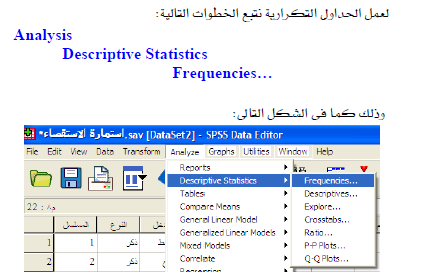 لعمل الجداول التكرارية نتبع الخطوات التالية:
Analysis
Descriptive Statistics
Frequencies…
وذلك كما فى الشكل التالى:
استمارة الاستقصاء*.sav [DataSet2] - SPSS Data Editor
File Edit View Data Transform Analyze Graphs Utilities Window Help
Reports
Descriptive Statistics
Tables
Compare Means
General Linear Model
Generalized Linear Models
Mixed Models
Correlate
Regression
Frequencies...
Descriptives...
Explore...
Crosstabs...
Ratio...
P-P Plots...
Q-Q Plots...
22 :
المسلسل النوع
1 1 ذكر
2 2 ذكر